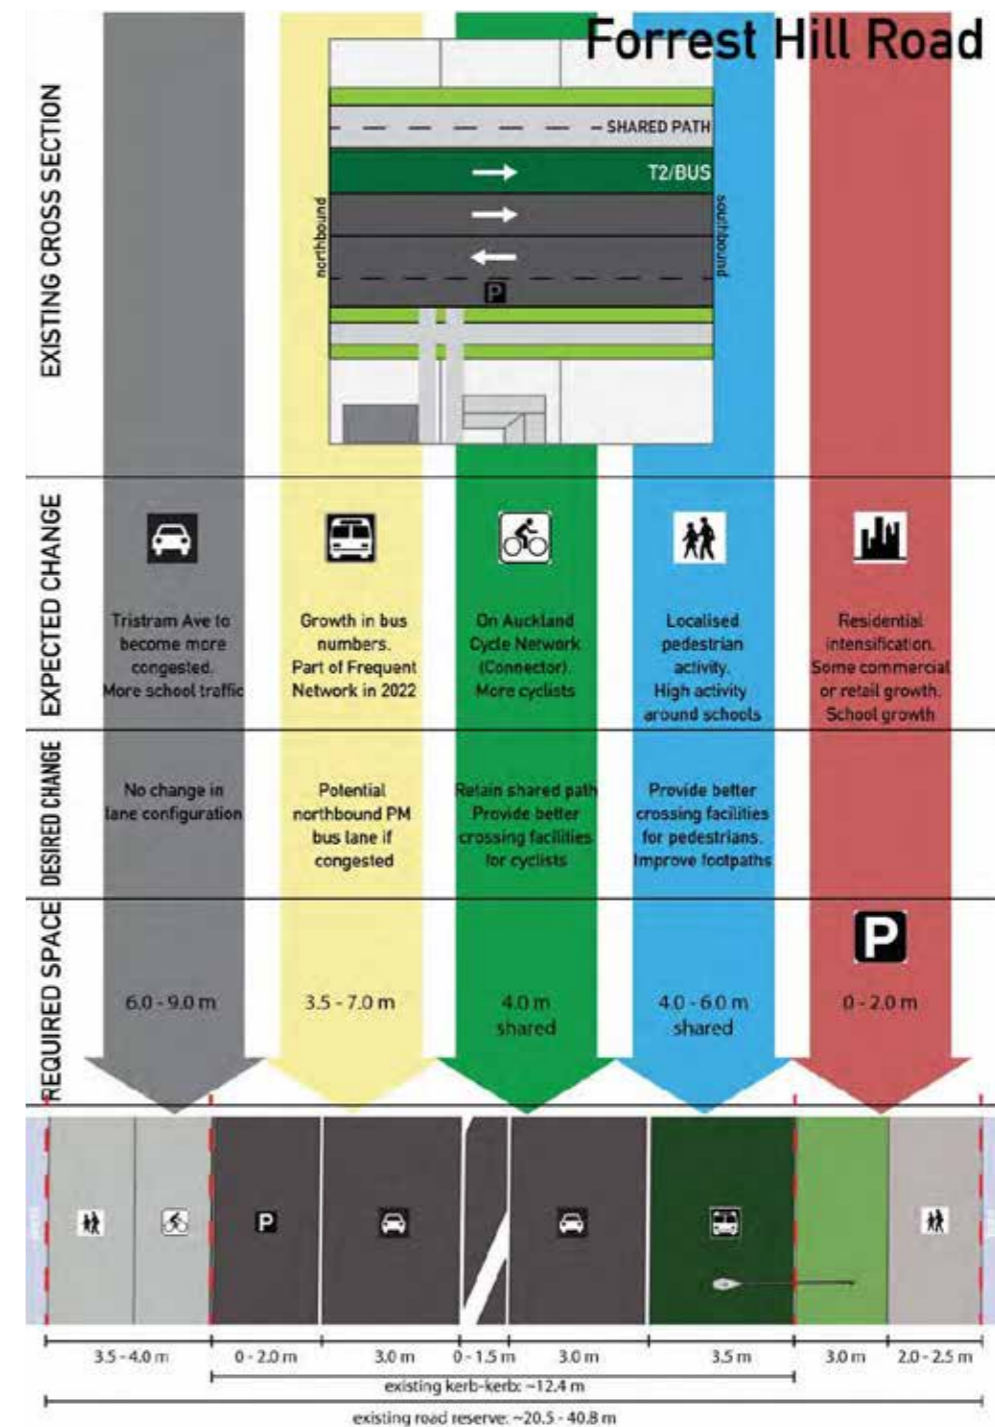 Forrest Hill Road
EXISTING CROSS SECTION
SHARED PATH
T2/BUS
northbound
southbound
P
EXPECTED CHANGE
Tristram Ave to
become more
congested.
More school traffic
Growth in bus
numbers.
Part of Frequent
Network in 2022
On Auckland
Cycle Network
(Connector).
More cyclists
Localised
pedestrian
activity.
High activity
around schools
Residential
intensification.
Some commercial
or retail growth.
School growth
DESIRED CHANGE
No change in
lane configuration
Potential
northbound PM
bus lane if
congested
Retain shared path
Provide better
crossing facilities
for cyclists
Provide better
crossing facilities
for pedestrians.
Improve footpaths
REQUIRED SPACE
6.0 - 9.0 m
3.5 - 7.0 m
4.0 m
shared
4.0 - 6.0 m
shared
P
0 - 2.0 m
P
3.5 - 4.0 m
0 - 2.0 m
3.0 m
0 - 1.5 m
3.0 m
3.5 m
3.0 m
2.0 - 2.5 m
existing kerb-kerb: ~12.4 m
existing road reserve: ~20.5 - 40.8 m